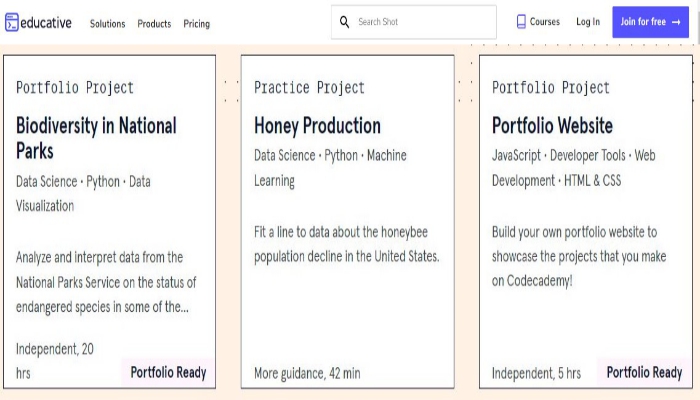 educative Solutions Products Pricing Search Shot Courses Log In Join for free →
Portfolio Project
Biodiversity in National
Parks
Data Science • Python • Data
Visualization
Analyze and interpret data from the
National Parks Service on the status of
endangered species in some of the...
Independent, 20
hrs
Portfolio Ready
Practice Project
Honey Production
Data Science • Python • Machine
Learning
Fit a line to data about the honeybee
population decline in the United States.
More guidance, 42 min
Portfolio Project
Portfolio Website
JavaScript • Developer Tools • Web
Development • HTML & CSS
Build your own portfolio website to
showcase the projects that you make
on Codecademy!
Independent, 5 hrs
Portfolio Ready